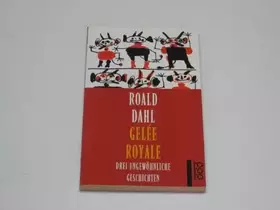 ROALD
DAHL
GELÉE
ROYALE
DREI UNGEWÖHNLICHE
GESCHICHTEN